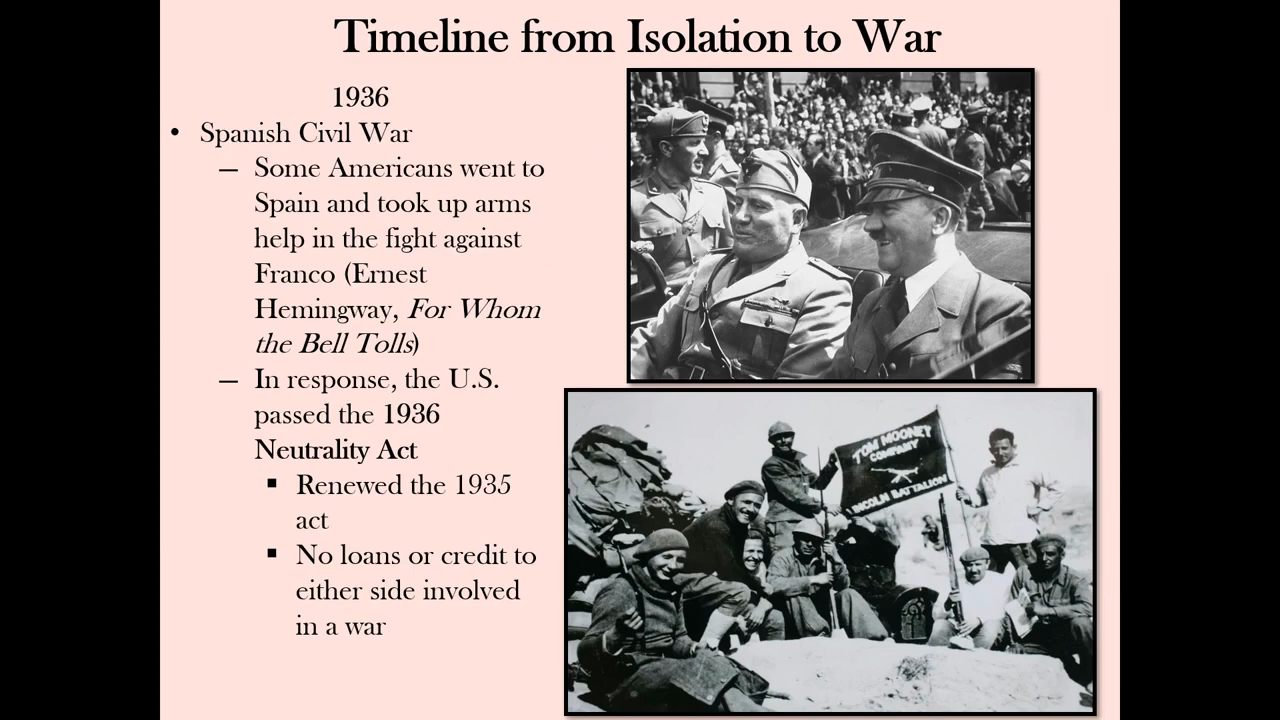 Timeline from Isolation to War
1936
• Spanish Civil War
– Some Americans went to
Spain and took up arms
help in the fight against
Franco (Ernest
Hemingway, For Whom
the Bell Tolls)
– In response, the U.S.
passed the 1936
Neutrality Act
▪ Renewed the 1935
act
▪ No loans or credit to
either side involved
in a war
TOM MOONEY
COMPANY
LINCOLN BATTALION